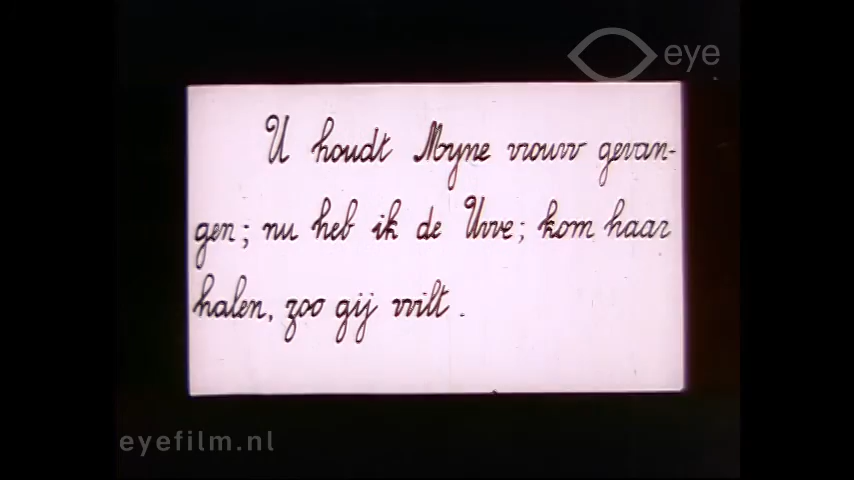 eye
U houdt Myne vrouw gevan-
gen; nu heb ik de Uwe; kom haar
halen, zoo gij wilt.
eyefilm.nl